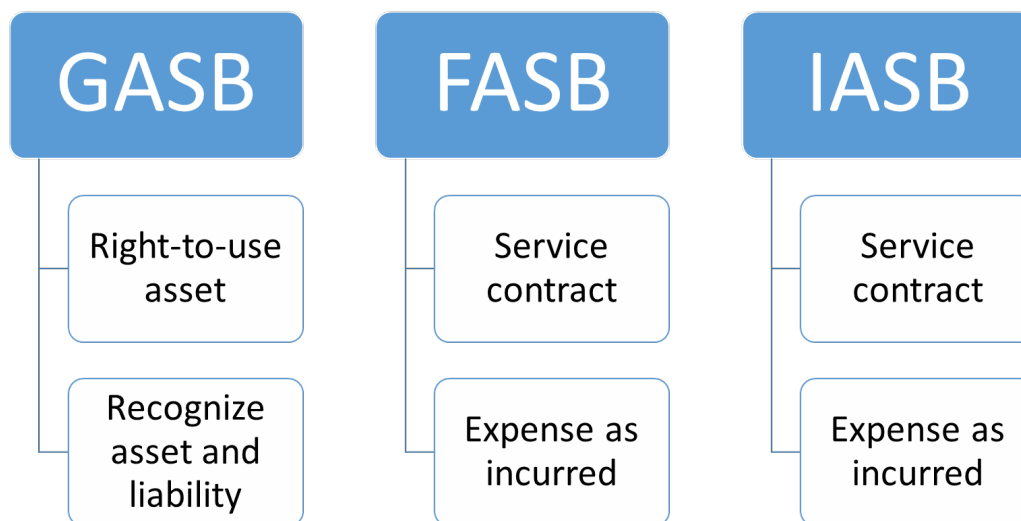 GASB
Right-to-use
asset
Recognize
asset and
liability
FASB
Service
contract
Expense as
incurred
IASB
Service
contract
Expense as
incurred